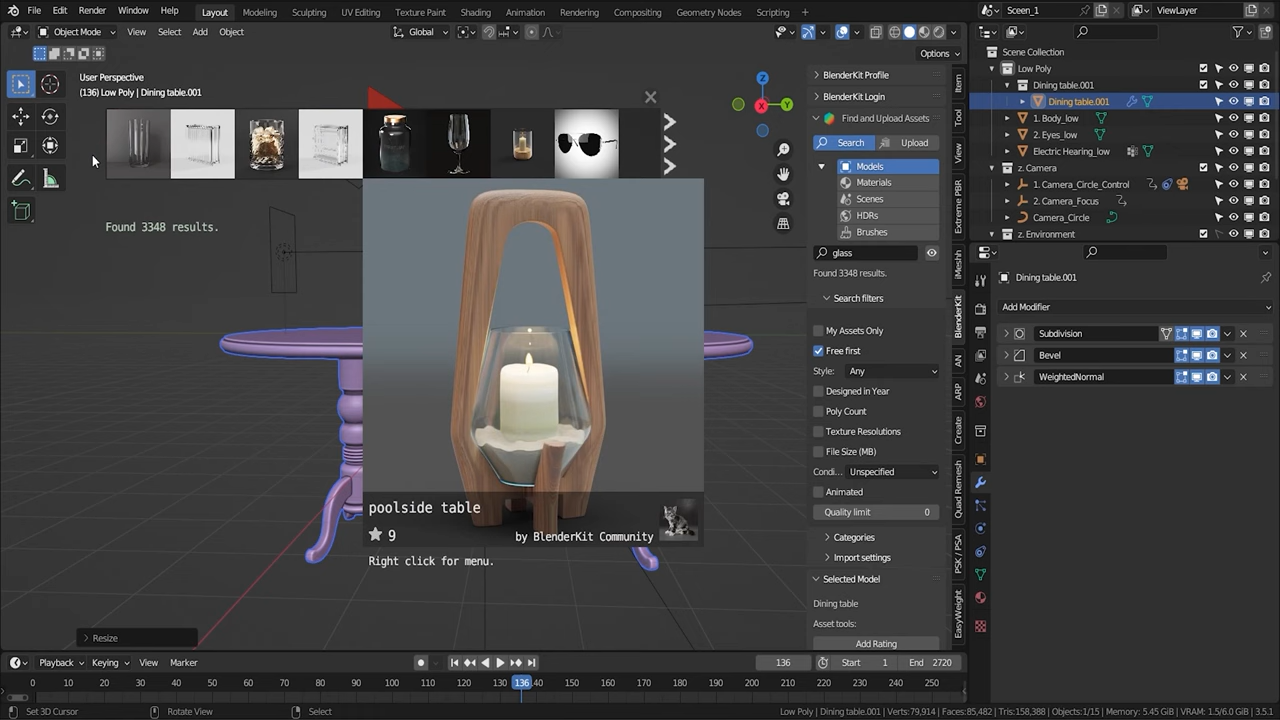 File Edit Render Window Help
Layout Modeling Sculpting UV Editing Texture Paint Shading Animation Rendering Compositing Geometry Nodes Scripting +
Sceen_1
ViewLayer
Object Mode View Select Add Object
Global
Options
User Perspective
(136) Low Poly | Dining table.001
Found 3348 results.
Z
Y
X
poolside table
9
by BlenderKit Community
Right click for menu.
Resize
BlenderKit Profile
BlenderKit Login
Find and Upload Assets
Search Upload
Models
Materials
Scenes
HDRs
Brushes
glass
Found 3348 results.
Search filters
My Assets Only
Free first
Style: Any
Designed in Year
Poly Count
Texture Resolutions
File Size (MB)
Condi... Unspecified
Animated
Quality limit 0
Categories
Import settings
Selected Model
Dining table
Asset tools:
Add Rating
Item
Tool
View
Extreme PBR
iMeshh
BlenderKit
AN
ARP
Create
Quad Remesh
PSK / PSA
EasyWeight
Scene Collection
Low Poly
Dining table.001
Dining table.001
1. Body_low
2. Eyes_low
Electric Hearing_low
z. Camera
1. Camera_Circle_Control
2. Camera_Focus
Camera_Circle
z. Environment
Dining table.001
Add Modifier
Subdivision
Bevel
WeightedNormal
Playback Keying View Marker
136
Start 1
End 2720
0 10 20 30 40 50 60 70 80 90 100 110 120 130 136 140 150 160 170 180 190 200 210 220 230 240 250
Set 3D Cursor
Rotate View
Select
Low Poly | Dining table.001 | Verts:79,914 | Faces:85,482 | Tris:158,388 | Objects:1/15 | Memory: 5.45 GiB | VRAM: 1.5/6.0 GiB | 3.5.1